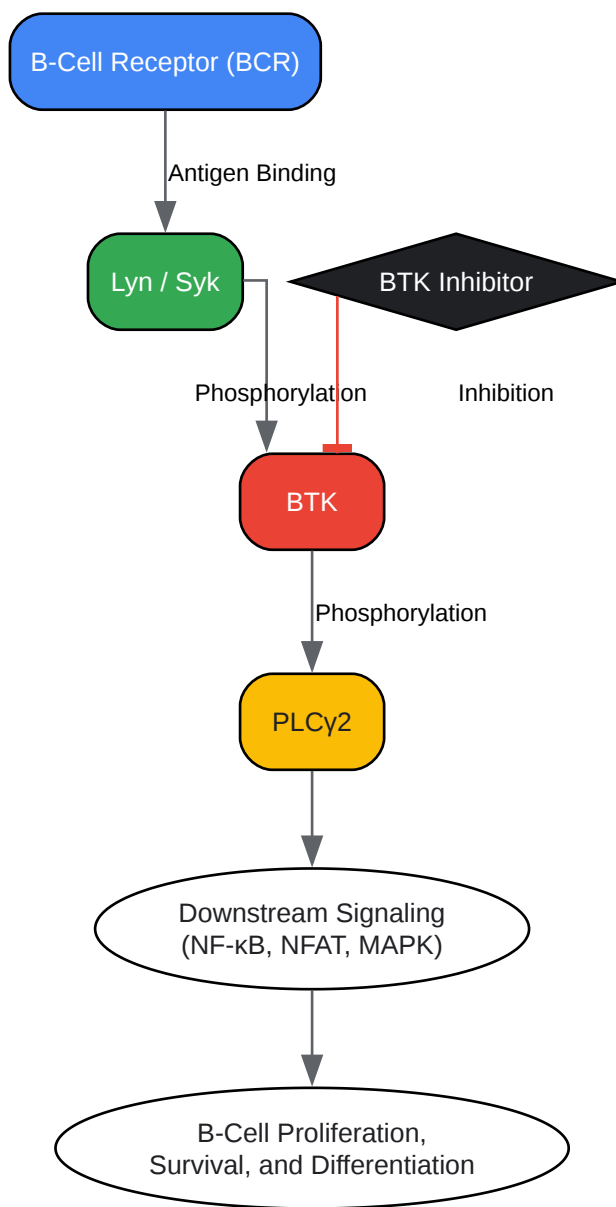 B-Cell Receptor (BCR)
Antigen Binding
Lyn / Syk
BTK Inhibitor
Phosphorylation
Inhibition
BTK
Phosphorylation
PLCγ2
Downstream Signaling
(NF-κB, NFAT, MAPK)
B-Cell Proliferation,
Survival, and Differentiation